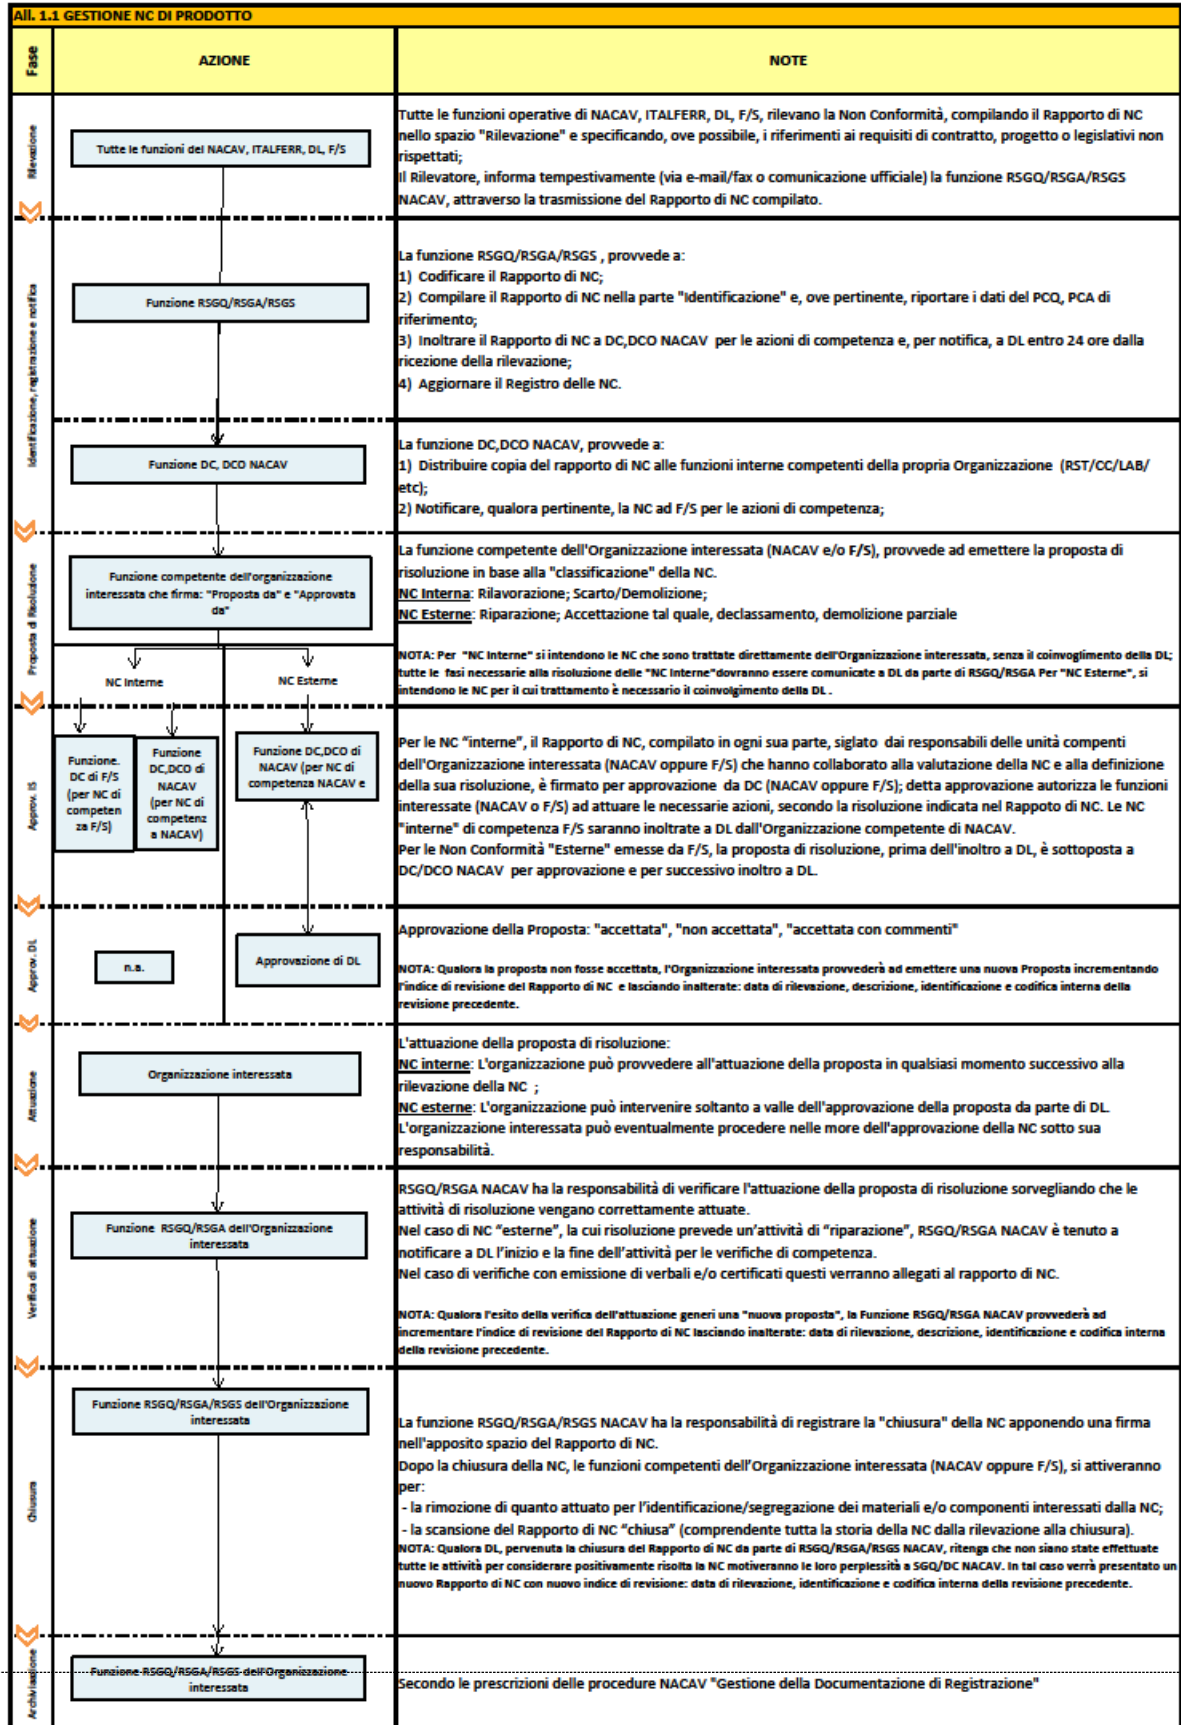 All. 1.1 GESTIONE NC DI PRODOTTO
Fase
AZIONE
NOTE
Rilevazione
Tutte le funzioni del NACAV, ITALFERR, DL, F/S
Tutte le funzioni operative di NACAV, ITALFERR, DL, F/S, rilevano la Non Conformità, compilando il Rapporto di NC
nello spazio "Rilevazione" e specificando, ove possibile, i riferimenti ai requisiti di contratto, progetto o legislativi non
rispettati;
Il Rilevatore, informa tempestivamente (via e-mail/fax o comunicazione ufficiale) la funzione RSGQ/RSGA/RSGS
NACAV, attraverso la trasmissione del Rapporto di NC compilato.
Identificazione, registrazione e notifica
Funzione RSGQ/RSGA/RSGS
La funzione RSGQ/RSGA/RSGS , provvede a:
1) Codificare il Rapporto di NC;
2) Compilare il Rapporto di NC nella parte "Identificazione" e, ove pertinente, riportare i dati del PCQ, PCA di
riferimento;
3) Inoltrare il Rapporto di NC a DC,DCO NACAV per le azioni di competenza e, per notifica, a DL entro 24 ore dalla
ricezione della rilevazione;
4) Aggiornare il Registro delle NC.
Funzione DC, DCO NACAV
La funzione DC,DCO NACAV, provvede a:
1) Distribuire copia del rapporto di NC alle funzioni interne competenti della propria Organizzazione (RST/CC/LAB/
etc);
2) Notificare, qualora pertinente, la NC ad F/S per le azioni di competenza;
Proposta di Risoluzione
Funzione competente dell'organizzazione
interessata che firma: "Proposta da" e "Approvata
da"
NC Interne
NC Esterne
La funzione competente dell'Organizzazione interessata (NACAV e/o F/S), provvede ad emettere la proposta di
risoluzione in base alla "classificazione" della NC.
NC Interna: Rilavorazione; Scarto/Demolizione;
NC Esterne: Riparazione; Accettazione tal quale, declassamento, demolizione parziale
NOTA: Per "NC Interne" si intendono le NC che sono trattate direttamente dell'Organizzazione interessata, senza il coinvoglimento della DL;
tutte le fasi necessarie alla risoluzione delle "NC Interne"dovranno essere comunicate a DL da parte di RSGQ/RSGA Per "NC Esterne", si
intendono le NC per il cui trattamento è necessario il coinvolgimento della DL .
Approv. IS
Funzione.
DC di F/S
(per NC di
competen
za F/S)
Funzione
DC,DCO di
NACAV
(per NC di
competenz
a NACAV)
Funzione DC,DCO di
NACAV (per NC di
competenza NACAV e
Per le NC "interne", il Rapporto di NC, compilato in ogni sua parte, siglato dai responsabili delle unità compenti
dell'Organizzazione interessata (NACAV oppure F/S) che hanno collaborato alla valutazione della NC e alla definizione
della sua risoluzione, è firmato per approvazione da DC (NACAV oppure F/S); detta approvazione autorizza le funzioni
interessate (NACAV o F/S) ad attuare le necessarie azioni, secondo la risoluzione indicata nel Rappoto di NC. Le NC
"interne" di competenza F/S saranno inoltrate a DL dall'Organizzazione competente di NACAV.
Per le Non Conformità "Esterne" emesse da F/S, la proposta di risoluzione, prima dell'inoltro a DL, è sottoposta a
DC/DCO NACAV per approvazione e per successivo inoltro a DL.
Approv. DL
n.a.
Approvazione di DL
Approvazione della Proposta: "accettata", "non accettata", "accettata con commenti"
NOTA: Qualora la proposta non fosse accettata, l'Organizzazione interessata provvederà ad emettere una nuova Proposta incrementando
l'indice di revisione del Rapporto di NC e lasciando inalterate: data di rilevazione, descrizione, identificazione e codifica interna della
revisione precedente.
Attuazione
Organizzazione interessata
L'attuazione della proposta di risoluzione:
NC interne: L'organizzazione può provvedere all'attuazione della proposta in qualsiasi momento successivo alla
rilevazione della NC ;
NC esterne: L'organizzazione può intervenire soltanto a valle dell'approvazione della proposta da parte di DL.
L'organizzazione interessata può eventualmente procedere nelle more dell'approvazione della NC sotto sua
responsabilità.
Verifica di attuazione
Funzione RSGQ/RSGA dell'Organizzazione
interessata
RSGQ/RSGA NACAV ha la responsabilità di verificare l'attuazione della proposta di risoluzione sorvegliando che le
attività di risoluzione vengano correttamente attuate.
Nel caso di NC "esterne", la cui risoluzione prevede un'attività di "riparazione", RSGQ/RSGA NACAV è tenuto a
notificare a DL l'inizio e la fine dell'attività per le verifiche di competenza.
Nel caso di verifiche con emissione di verbali e/o certificati questi verranno allegati al rapporto di NC.
NOTA: Qualora l'esito della verifica dell'attuazione generi una "nuova proposta", la Funzione RSGQ/RSGA NACAV provvederà ad
incrementare l'indice di revisione del Rapporto di NC lasciando inalterate: data di rilevazione, descrizione, identificazione e codifica interna
della revisione precedente.
Chiusura
Funzione RSGQ/RSGA/RSGS dell'Organizzazione
interessata
La funzione RSGQ/RSGA/RSGS NACAV ha la responsabilità di registrare la "chiusura" della NC apponendo una firma
nell'apposito spazio del Rapporto di NC.
Dopo la chiusura della NC, le funzioni competenti dell'Organizzazione interessata (NACAV oppure F/S), si attiveranno
per:
- la rimozione di quanto attuato per l'identificazione/segregazione dei materiali e/o componenti interessati dalla NC;
- la scansione del Rapporto di NC "chiusa" (comprendente tutta la storia della NC dalla rilevazione alla chiusura).
NOTA: Qualora DL, pervenuta la chiusura del Rapporto di NC da parte di RSGQ/RSGA/RSGS NACAV, ritenga che non siano state effettuate
tutte le attività per considerare positivamente risolta la NC motiveranno le loro perplessità a SGQ/DC NACAV. In tal caso verrà presentato un
nuovo Rapporto di NC con nuovo indice di revisione: data di rilevazione, identificazione e codifica interna della revisione precedente.
Archiviazione
Funzione RSGQ/RSGA/RSGS dell'Organizzazione
interessata
Secondo le prescrizioni delle procedure NACAV "Gestione della Documentazione di Registrazione"